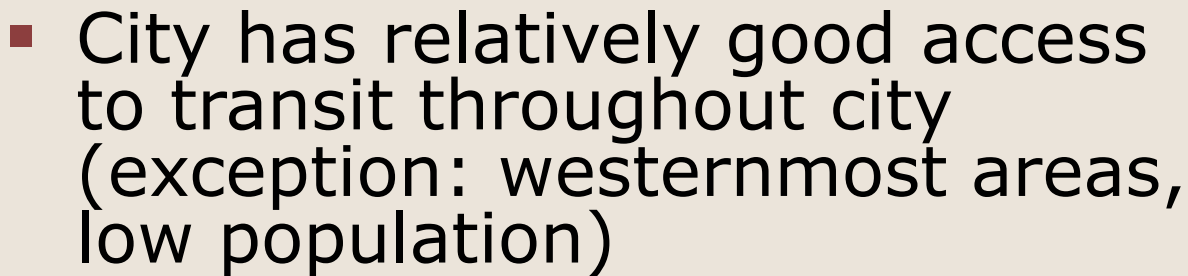 ▪ City has relatively good access
to transit throughout city
(exception: westernmost areas,
low population)